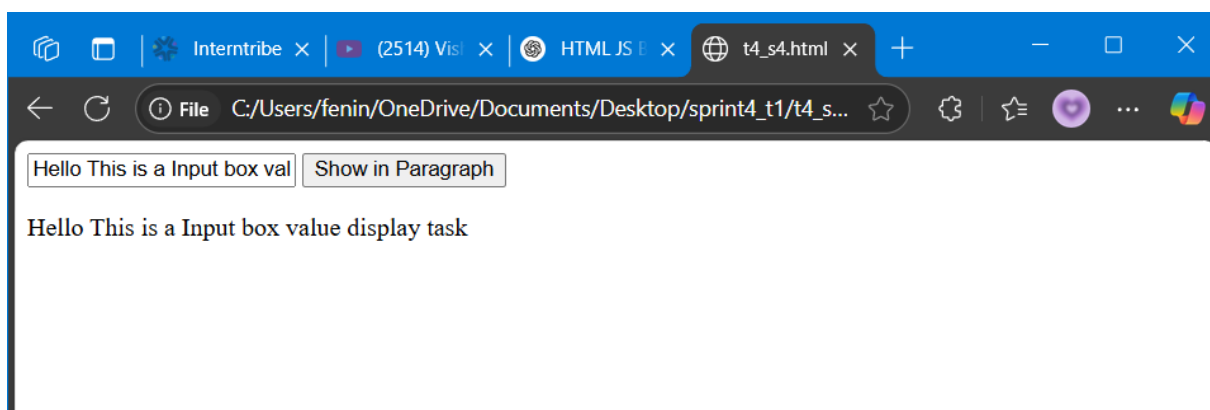 Interntribe (2514) Visl HTML JS E t4_s4.html
File C:/Users/fenin/OneDrive/Documents/Desktop/sprint4_t1/t4_s...
Hello This is a Input box val Show in Paragraph
Hello This is a Input box value display task